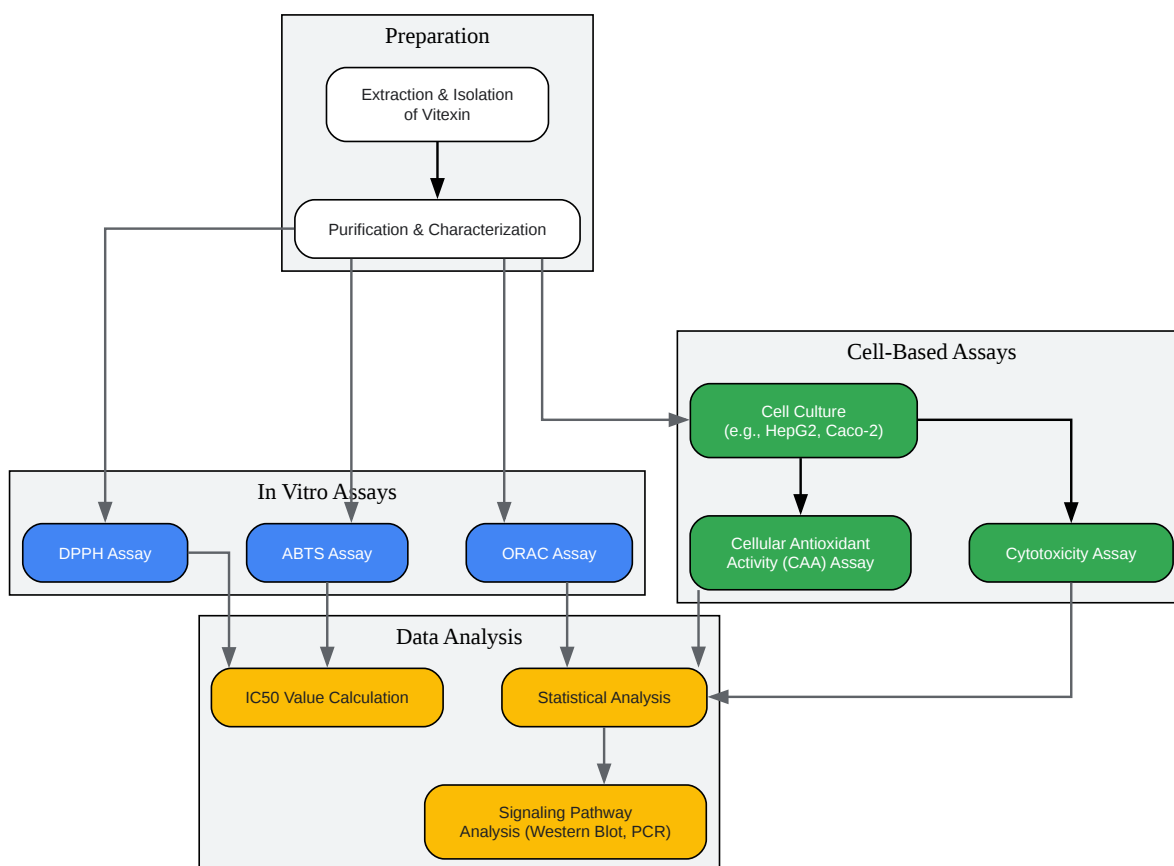 Preparation
Extraction & Isolation
of Vitexin
Purification & Characterization
Cell-Based Assays
Cell Culture
(e.g., HepG2, Caco-2)
In Vitro Assays
DPPH Assay
ABTS Assay
ORAC Assay
Cellular Antioxidant
Activity (CAA) Assay
Cytotoxicity Assay
Data Analysis
IC50 Value Calculation
Statistical Analysis
Signaling Pathway
Analysis (Western Blot, PCR)